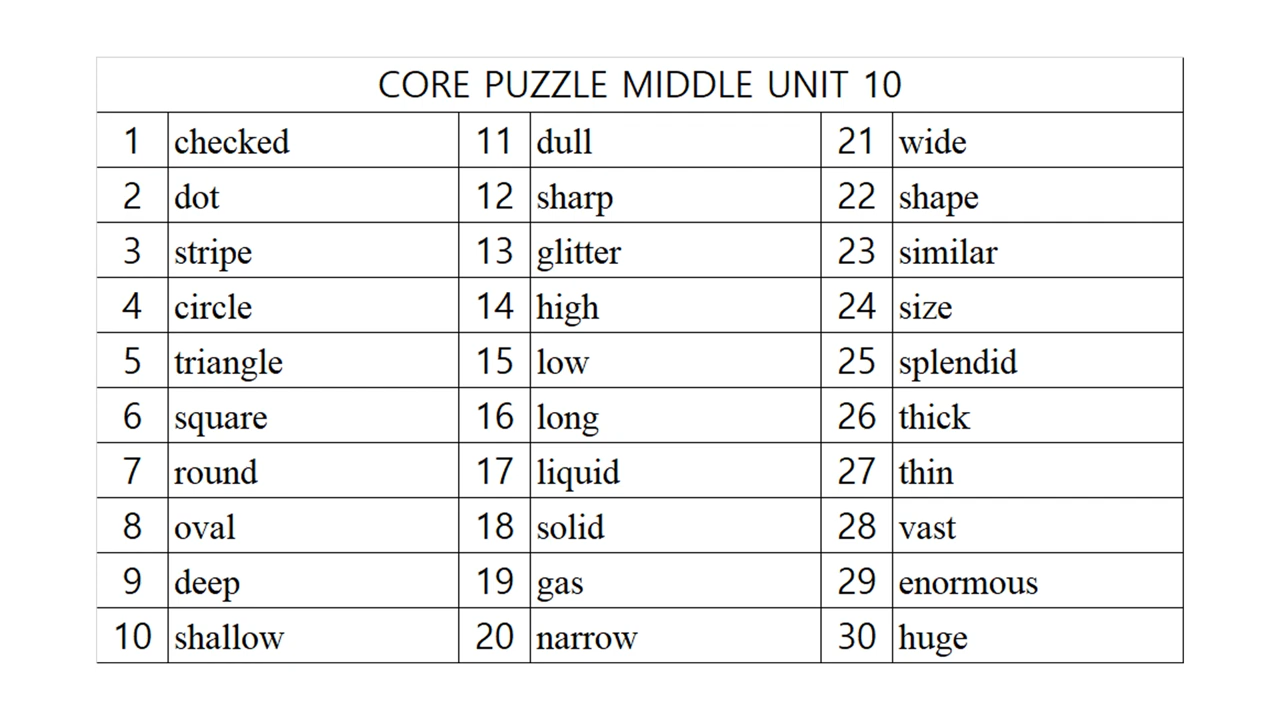 CORE PUZZLE MIDDLE UNIT 10
1 checked 11 dull 21 wide
2 dot 12 sharp 22 shape
3 stripe 13 glitter 23 similar
4 circle 14 high 24 size
5 triangle 15 low 25 splendid
6 square 16 long 26 thick
7 round 17 liquid 27 thin
8 oval 18 solid 28 vast
9 deep 19 gas 29 enormous
10 shallow 20 narrow 30 huge